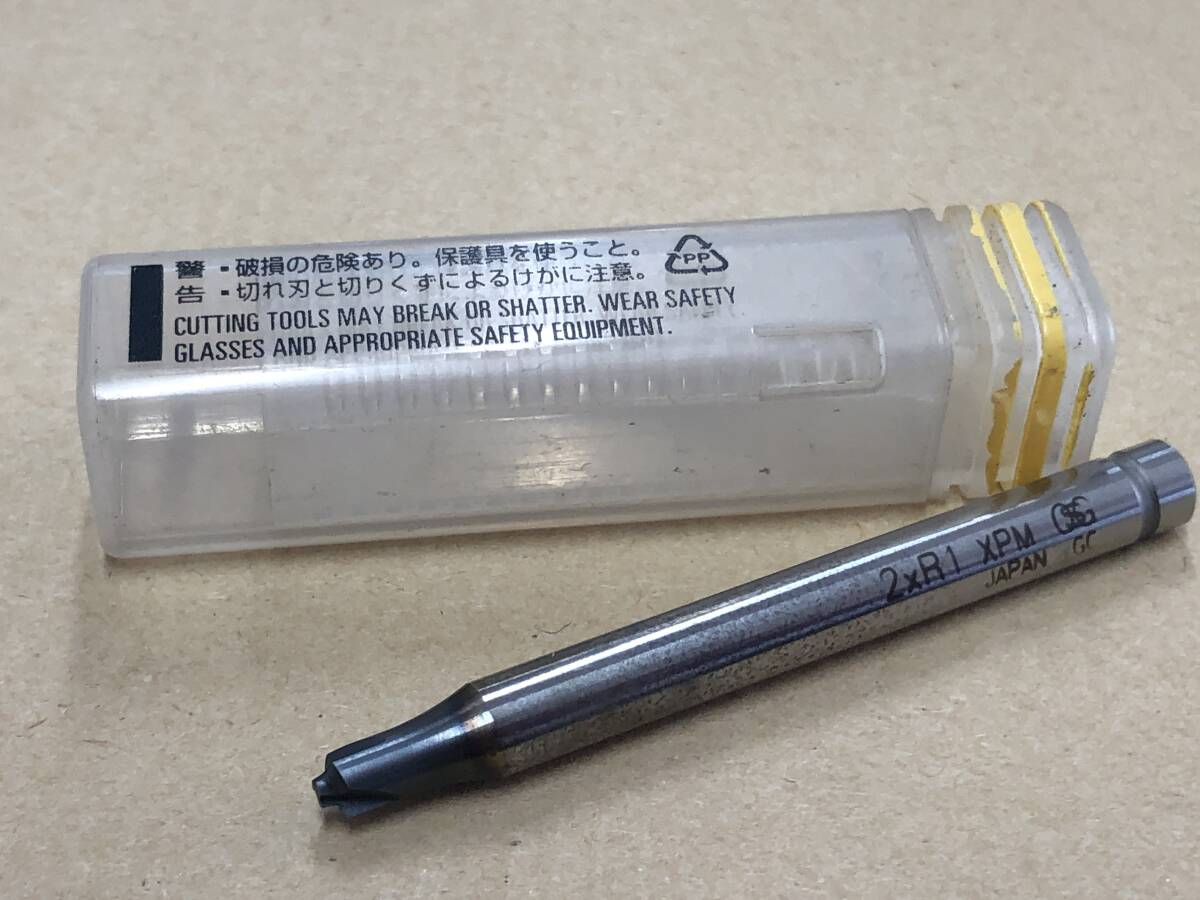 警 ・破損の危険あり。保護具を使うこと。
告 ・切れ刃と切りくずによるけがに注意。
CUTTING TOOLS MAY BREAK OR SHATTER. WEAR SAFETY
GLASSES AND APPROPRIATE SAFETY EQUIPMENT.
PP
2xR1 XPM OSG
JAPAN